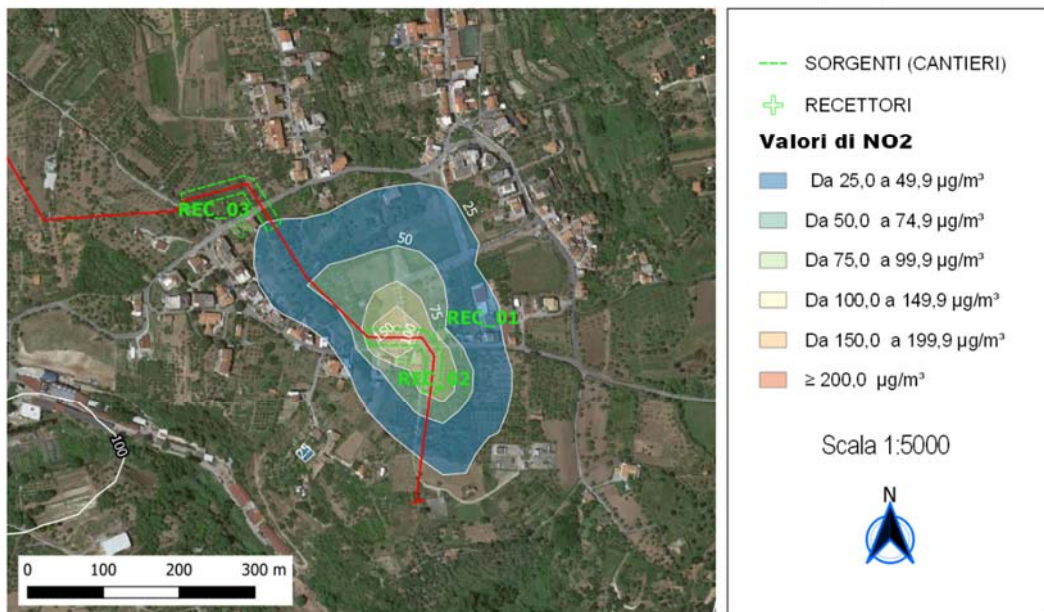 25
50
75
REC_03
REC_01
REC_02
25
100
0 100 200 300 m
SORGENTI (CANTIERI)
RECETTORI
Valori di NO2
Da 25,0 a 49,9 µg/m³
Da 50,0 a 74,9 µg/m³
Da 75,0 a 99,9 µg/m³
Da 100,0 a 149,9 µg/m³
Da 150,0 a 199,9 µg/m³
≥ 200,0 µg/m³
Scala 1:5000
N